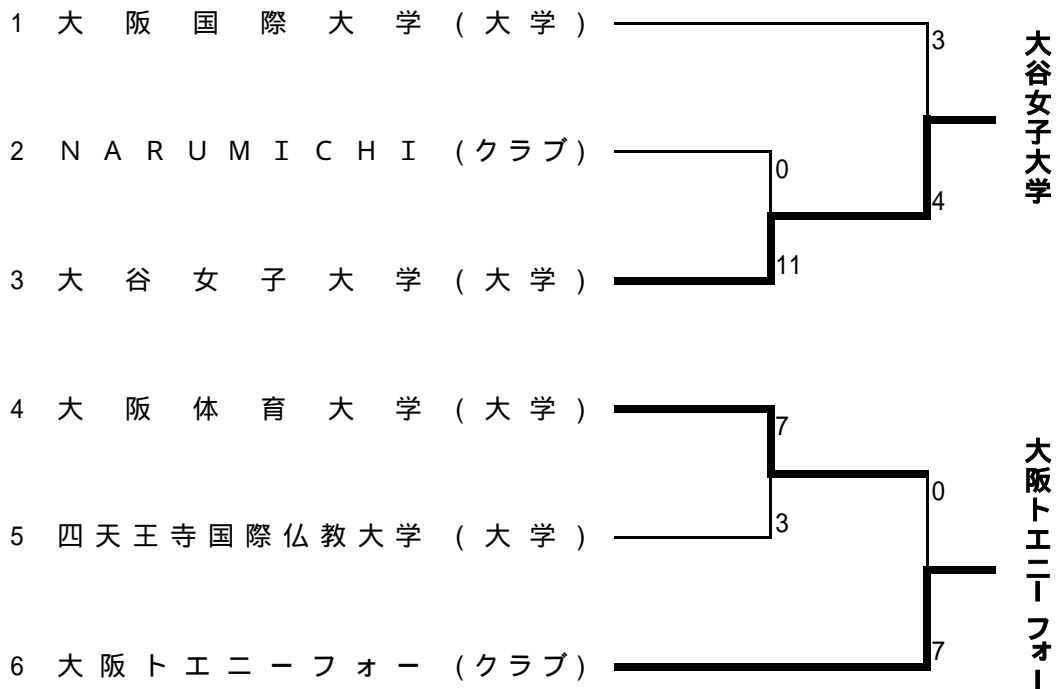 1 大阪国際大学 (大学)
3
大谷女子大学
2 NARUMICHI (クラブ)
0
4
11
3 大谷女子大学 (大学)
4 大阪体育大学 (大学)
7
0
大阪トエニーフォー
5 四天王寺国際仏教大学 (大学)
3
6 大阪トエニーフォー (クラブ)
7